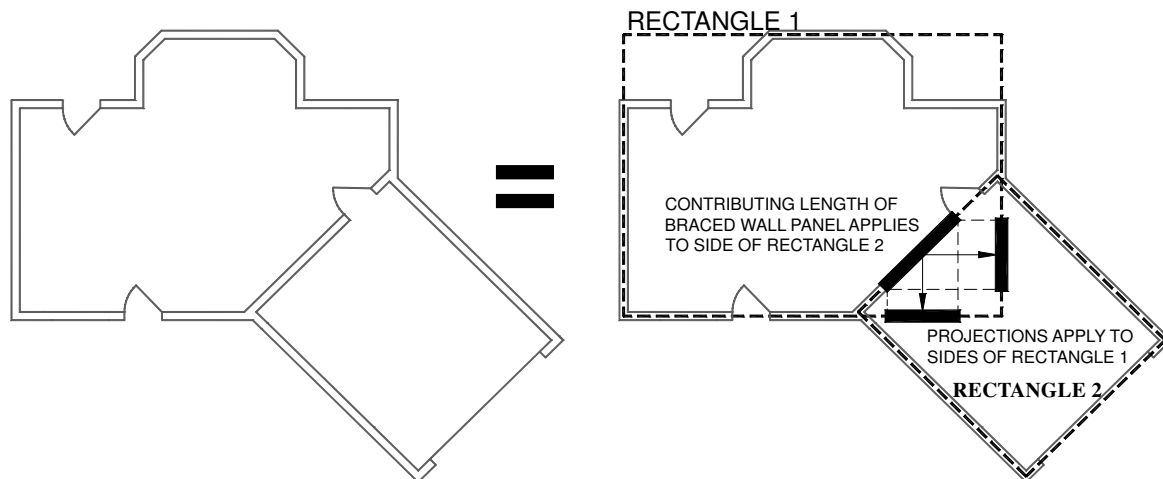 RECTANGLE 1
CONTRIBUTING LENGTH OF
BRACED WALL PANEL APPLIES
TO SIDE OF RECTANGLE 2
PROJECTIONS APPLY TO
SIDES OF RECTANGLE 1
RECTANGLE 2